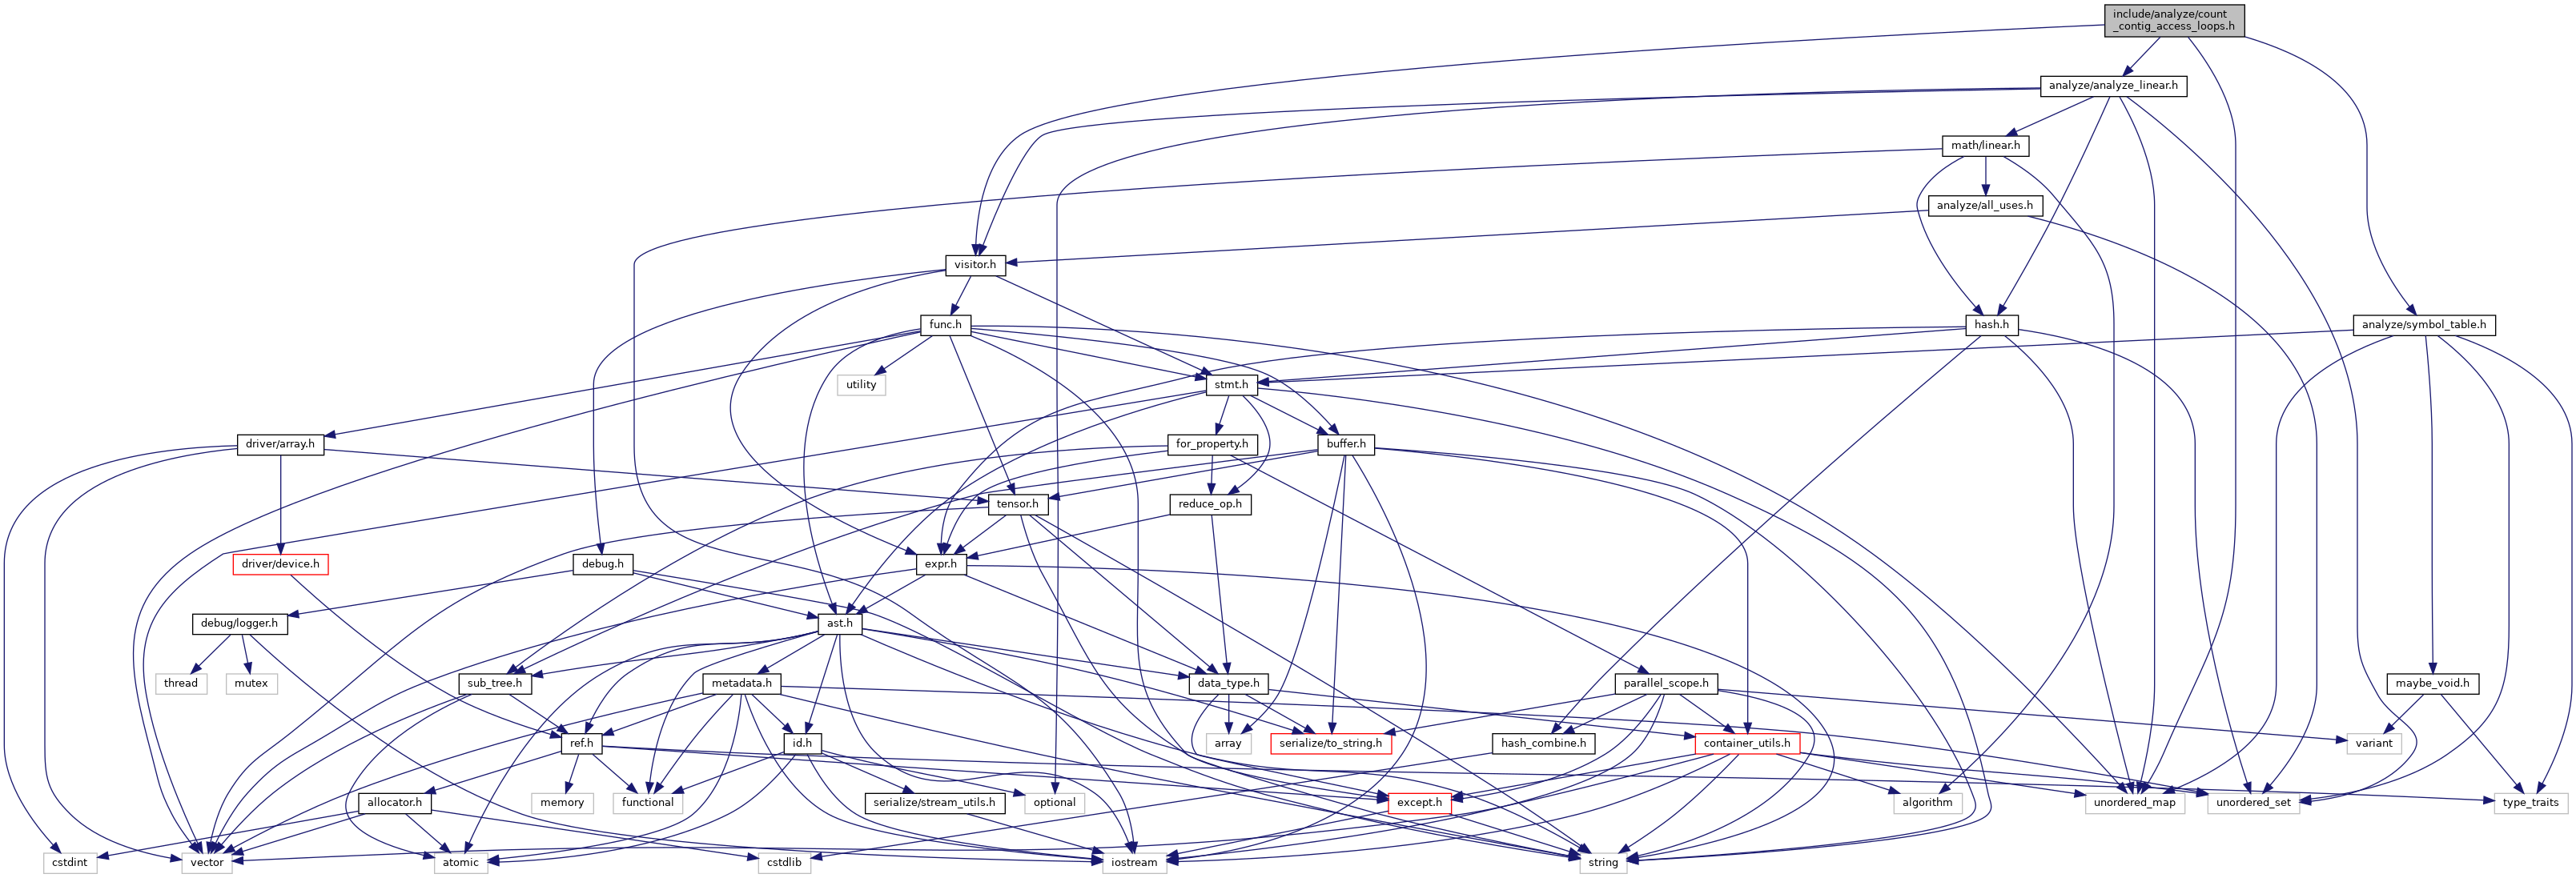 include/analyze/count
_contig_access_loops.h
analyze/analyze_linear.h
math/linear.h
analyze/all_uses.h
visitor.h
func.h
hash.h
analyze/symbol_table.h
utility
stmt.h
driver/array.h
for_property.h
buffer.h
tensor.h
reduce_op.h
driver/device.h
debug.h
expr.h
debug/logger.h
ast.h
thread
mutex
sub_tree.h
metadata.h
data_type.h
parallel_scope.h
maybe_void.h
ref.h
id.h
array
serialize/to_string.h
hash_combine.h
container_utils.h
variant
allocator.h
memory
functional
serialize/stream_utils.h
optional
except.h
algorithm
unordered_map
unordered_set
type_traits
cstdint
vector
atomic
cstdlib
iostream
string